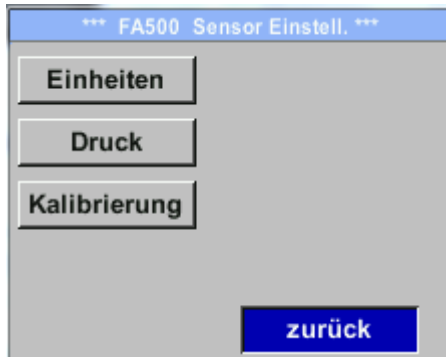 *** FA500 Sensor Einstell. ***
Einheiten
Druck
Kalibrierung
zurück